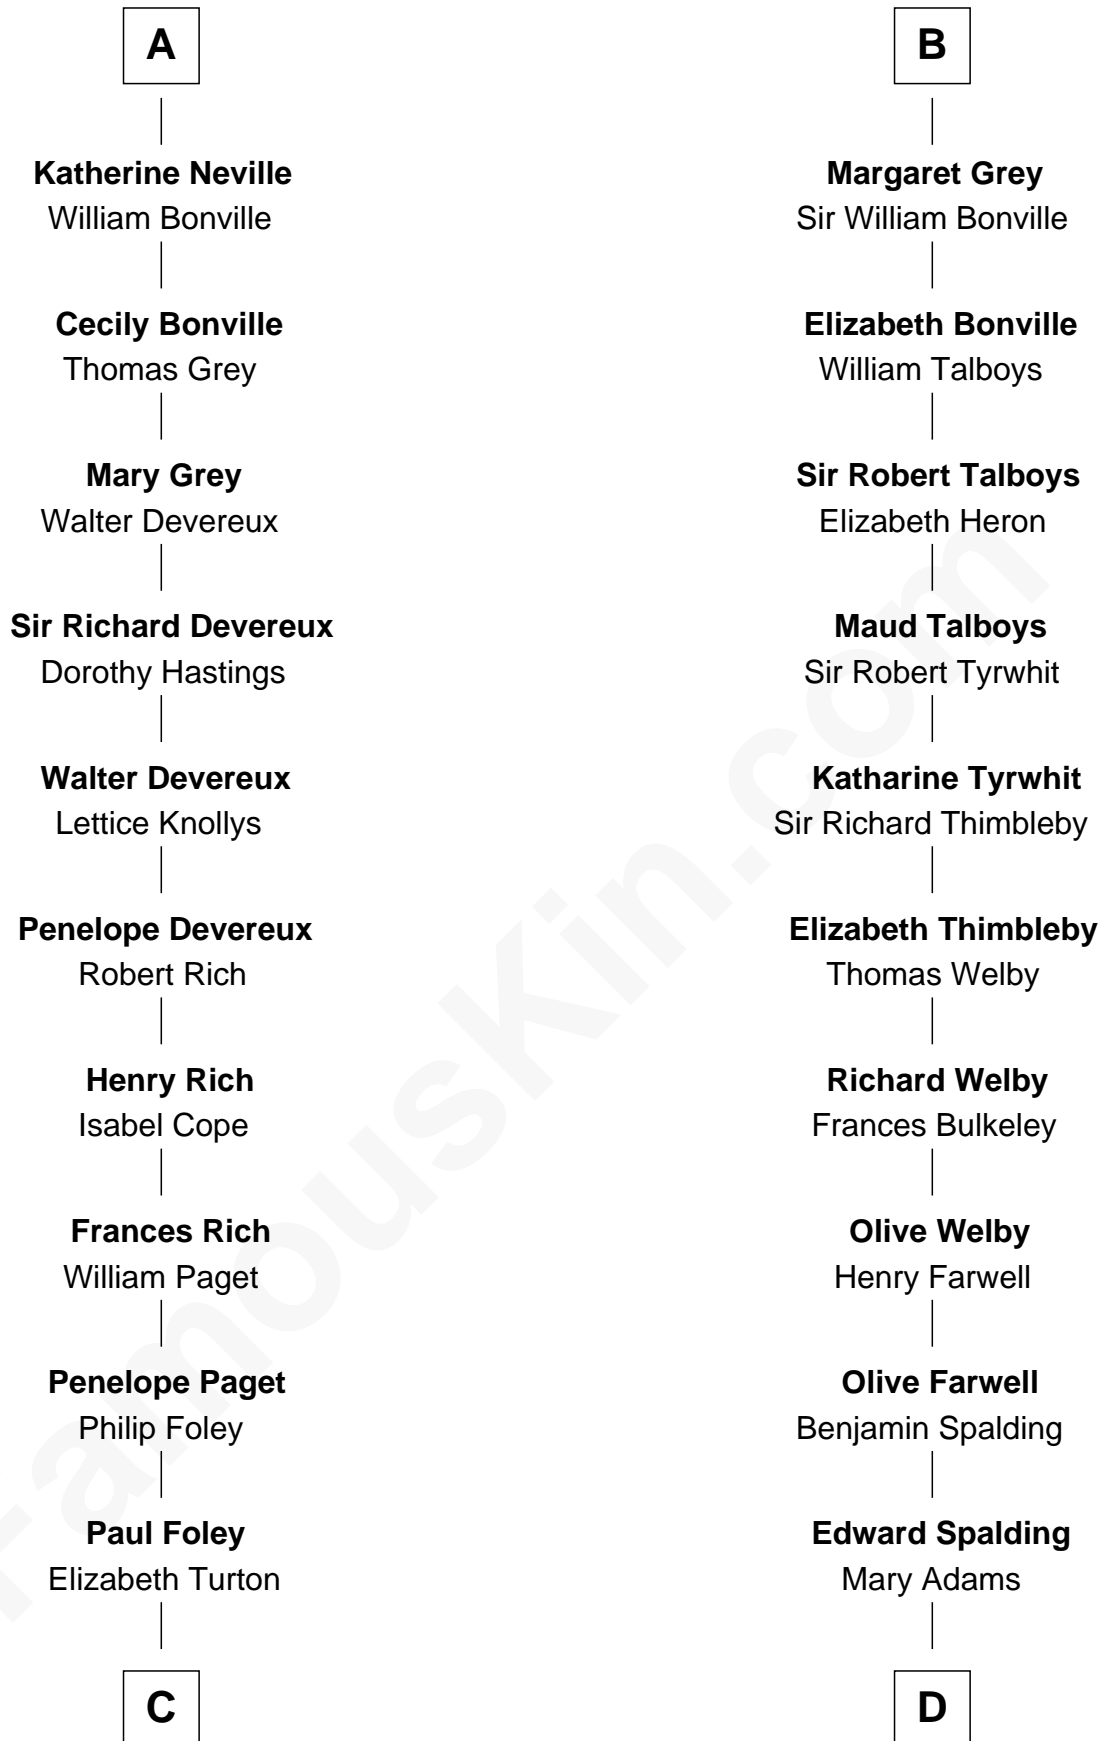 A
Katherine Neville
William Bonville
Cecily Bonville
Thomas Grey
Mary Grey
Walter Devereux
Sir Richard Devereux
Dorothy Hastings
Walter Devereux
Lettice Knollys
Penelope Devereux
Robert Rich
Henry Rich
Isabel Cope
Frances Rich
William Paget
Penelope Paget
Philip Foley
Paul Foley
Elizabeth Turton
C
B
Margaret Grey
Sir William Bonville
Elizabeth Bonville
William Talboys
Sir Robert Talboys
Elizabeth Heron
Maud Talboys
Sir Robert Tyrwhit
Katharine Tyrwhit
Sir Richard Thimbleby
Elizabeth Thimbleby
Thomas Welby
Richard Welby
Frances Bulkeley
Olive Welby
Henry Farwell
Olive Farwell
Benjamin Spalding
Edward Spalding
Mary Adams
D
FamousKin.com